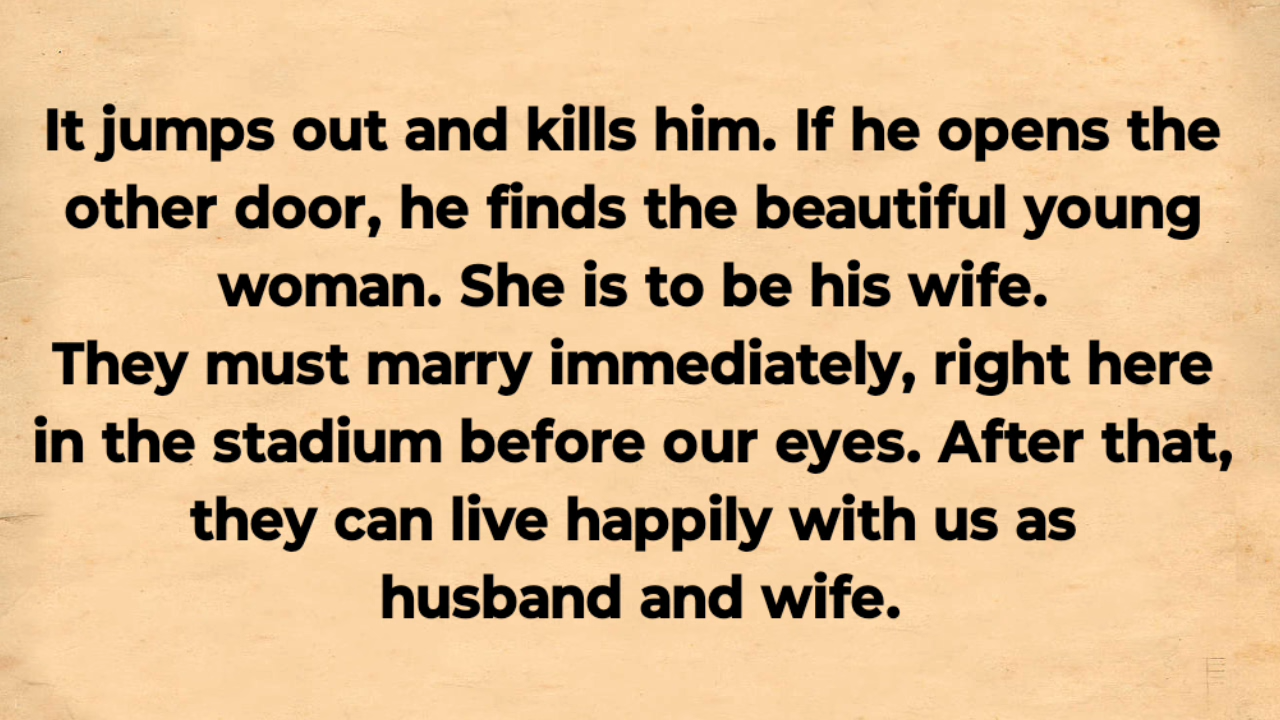 It jumps out and kills him. If he opens the
other door, he finds the beautiful young
woman. She is to be his wife.
They must marry immediately, right here
in the stadium before our eyes. After that,
they can live happily with us as
husband and wife.